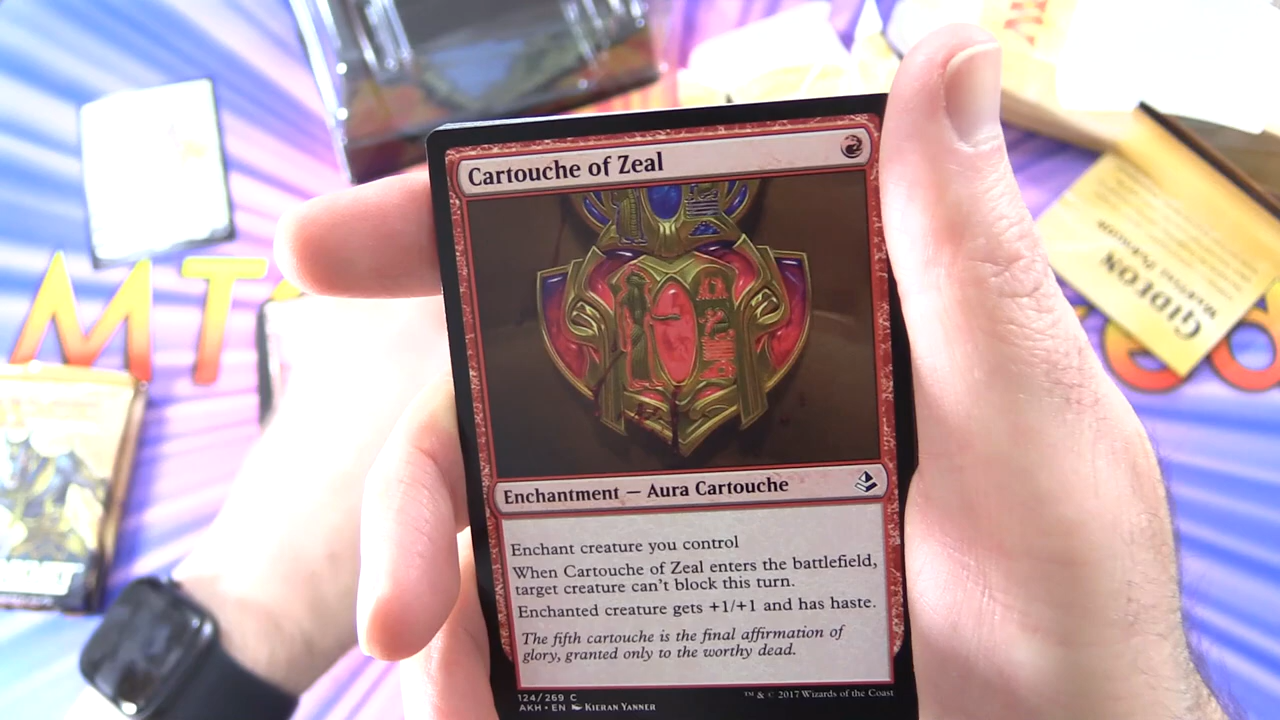 Cartouche of Zeal
Enchantment — Aura Cartouche
Enchant creature you control
When Cartouche of Zeal enters the battlefield,
target creature can't block this turn.
Enchanted creature gets +1/+1 and has haste.
The fifth cartouche is the final affirmation of
glory, granted only to the worthy dead.
124/269 C
AKH • EN KIERAN YANNER
™ & © 2017 Wizards of the Coast
MT
GIDEON